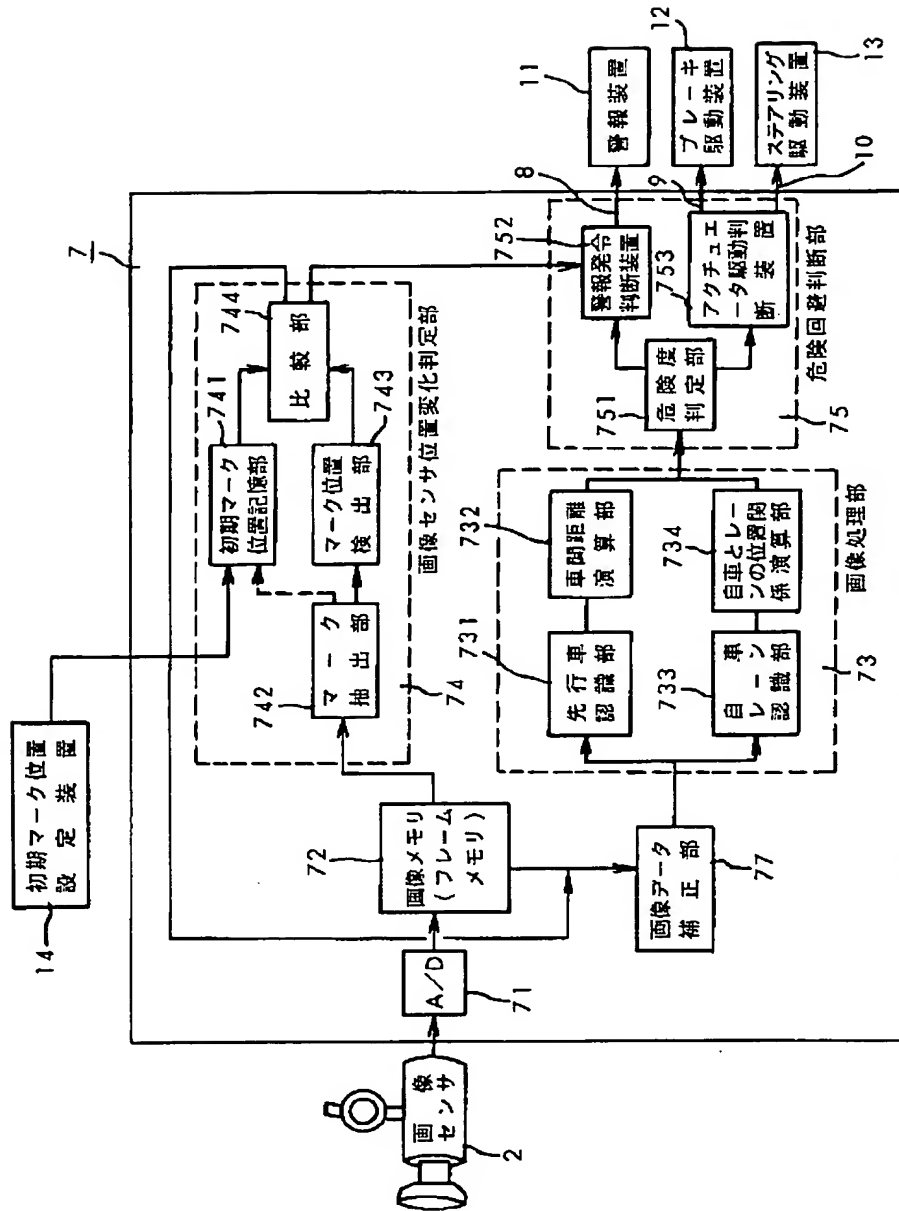 14
初期マーク位置
設定装置
7
2
画像
センサ
71
A/D
72
画像メモリ
(フレーム
メモリ)
77
画像データ
補正部
74
画像センサ位置変化判定部
741
初期マーク
位置記憶部
742
マーク
抽出部
743
マーク位置
検出部
744
比較部
73
画像処理部
731
先行車
認識部
732
車間距離
演算部
733
自車
レーン
認識部
734
自車とレー
ンの位置関
係演算部
75
危険回避判断部
751
危険度
判定部
752
警報発令
判断装置
753
アクチュエ
ータ駆動判
断装置
8
9
10
11
警報装置
12
ブレーキ
駆動装置
13
ステアリング
駆動装置